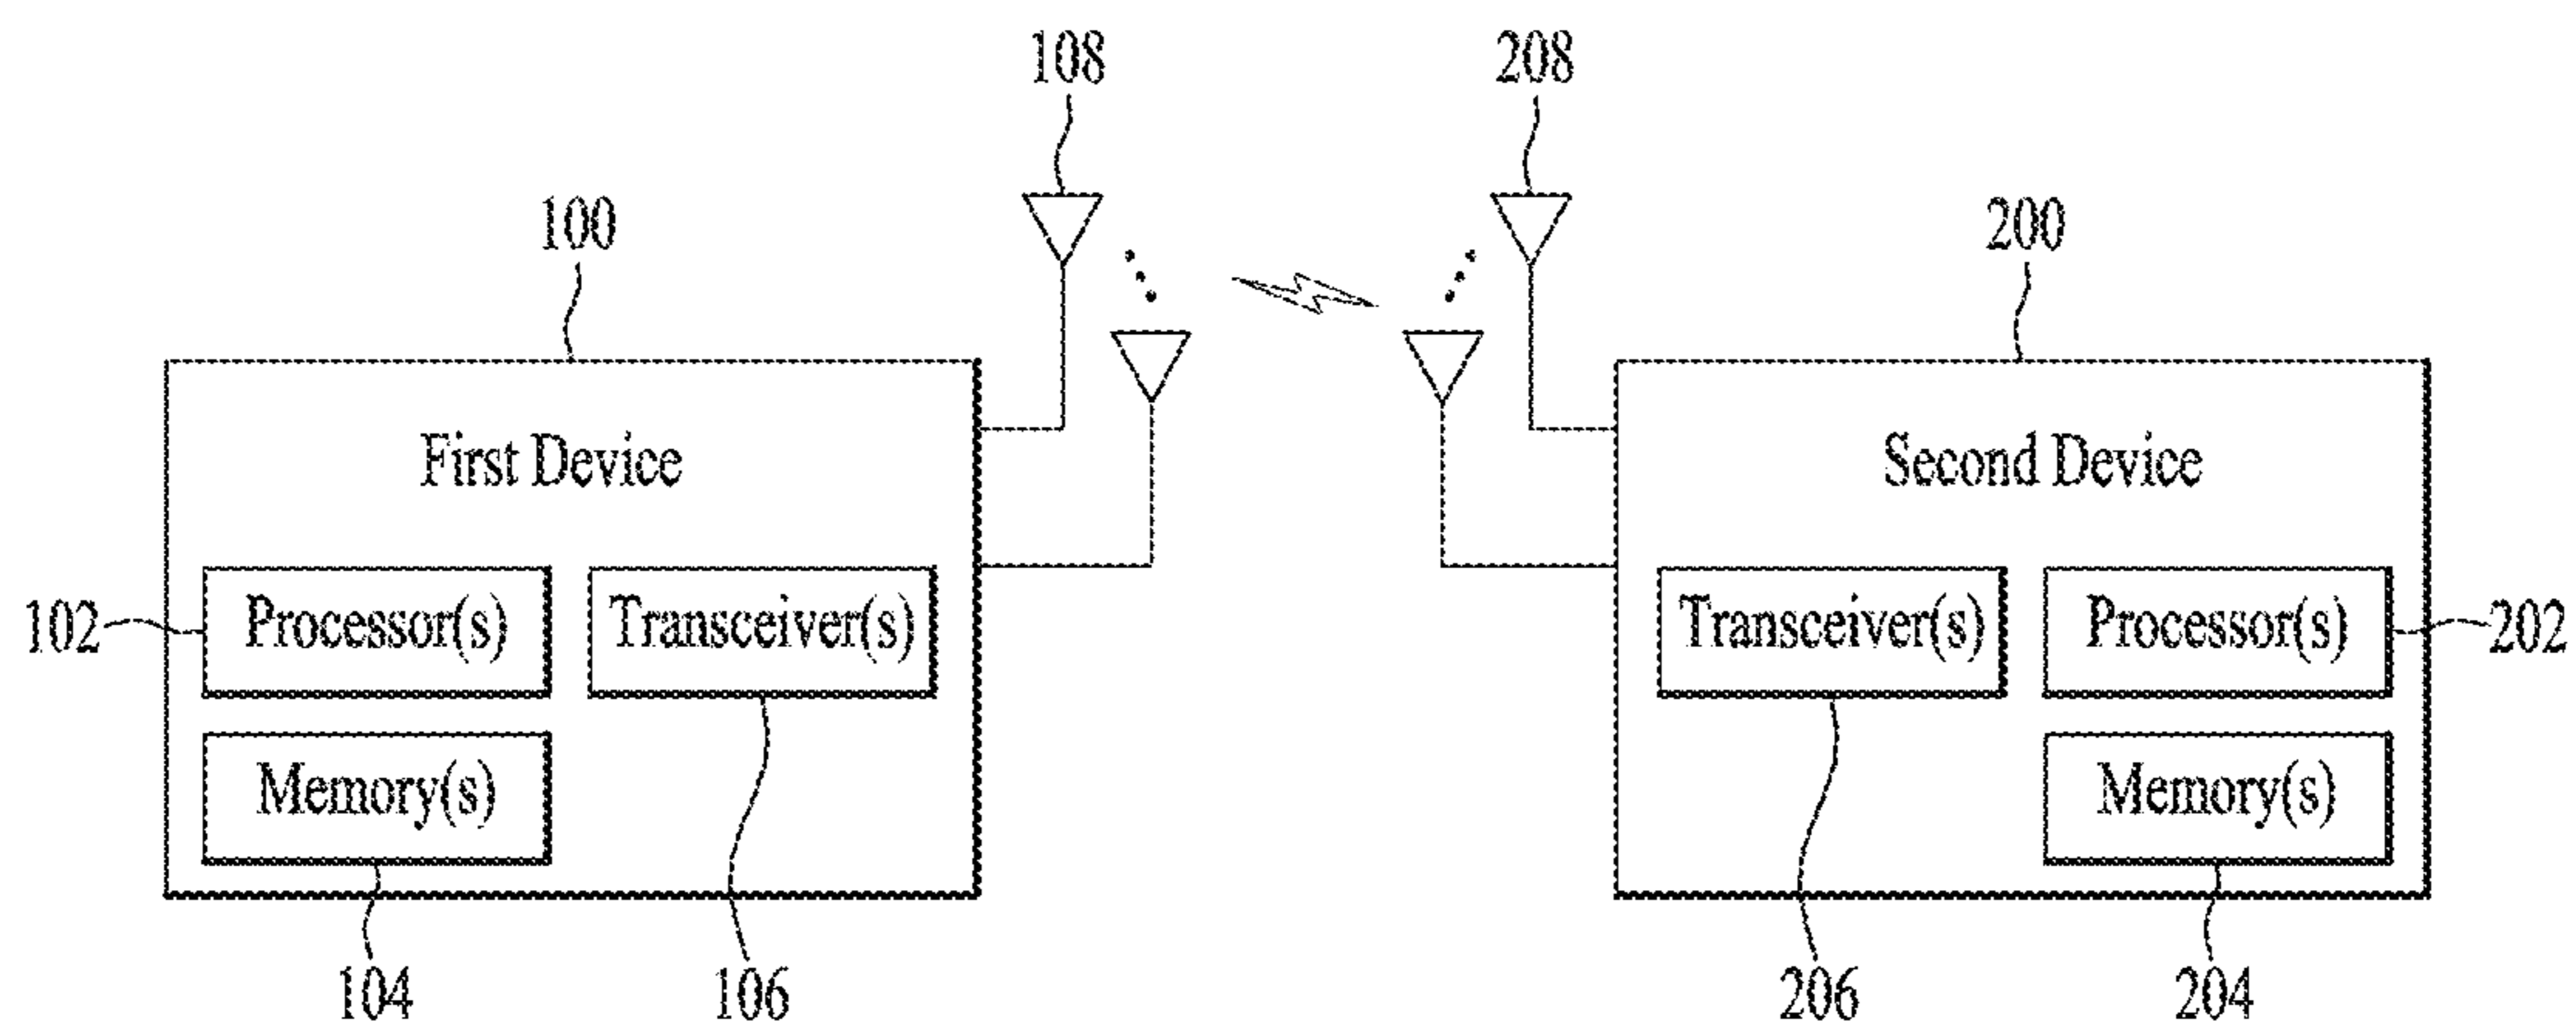 108
208
100
200
First Device
Second Device
102
Processor(s)
Transceiver(s)
Transceiver(s)
Processor(s)
202
Memory(s)
Memory(s)
104
106
206
204